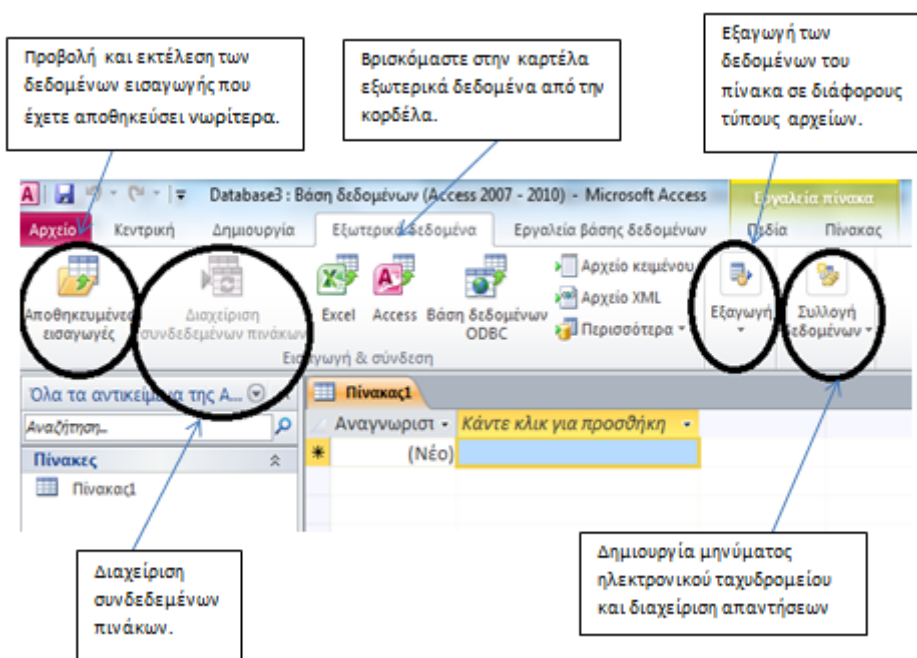 Προβολή και εκτέλεση των
δεδομένων εισαγωγής που
έχετε αποθηκεύσει νωρίτερα.
Βρισκόμαστε στην καρτέλα
εξωτερικά δεδομένα από την
κορδέλα.
Εξαγωγή των
δεδομένων του
πίνακα σε διάφορους
τύπους αρχείων.
Database3 : Βάση δεδομένων (Access 2007 - 2010) - Microsoft Access
Εργαλεία πίνακα
Αρχείο Κεντρική Δημιουργία Εξωτερικά δεδομένα Εργαλεία βάσης δεδομένων Πεδία Πίνακας
Αποθηκευμένες
εισαγωγές
Διαχείριση
συνδεδεμένων πινάκων
Excel Access Βάση δεδομένων
ODBC
Αρχείο κειμένου
Αρχείο XML
Περισσότερα
Εξαγωγή
Συλλογή
δεδομένων
Εισαγωγή & σύνδεση
Όλα τα αντικείμενα της A...
Αναζήτηση...
Πίνακες
Πίνακας1
Πίνακας1
Αναγνωριστ Κάντε κλικ για προσθήκη
(Νέο)
Διαχείριση
συνδεδεμένων
πινάκων.
Δημιουργία μηνύματος
ηλεκτρονικού ταχυδρομείου
και διαχείριση απαντήσεων